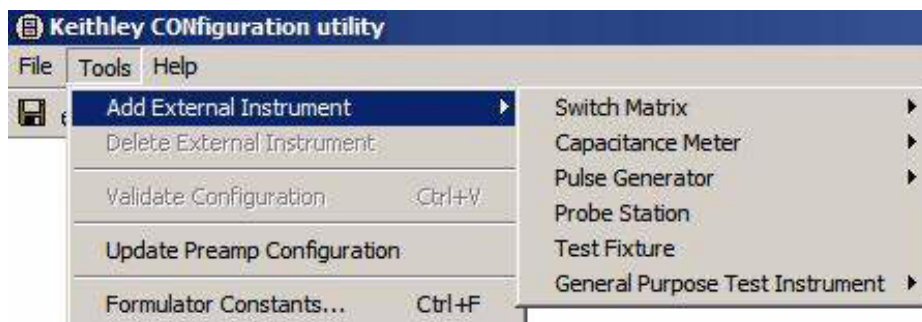 Keithley CONfiguration utility
File Tools Help
Add External Instrument
Delete External Instrument
Validate Configuration Ctrl+V
Update Preamp Configuration
Formulator Constants... Ctrl+F
Switch Matrix
Capacitance Meter
Pulse Generator
Probe Station
Test Fixture
General Purpose Test Instrument